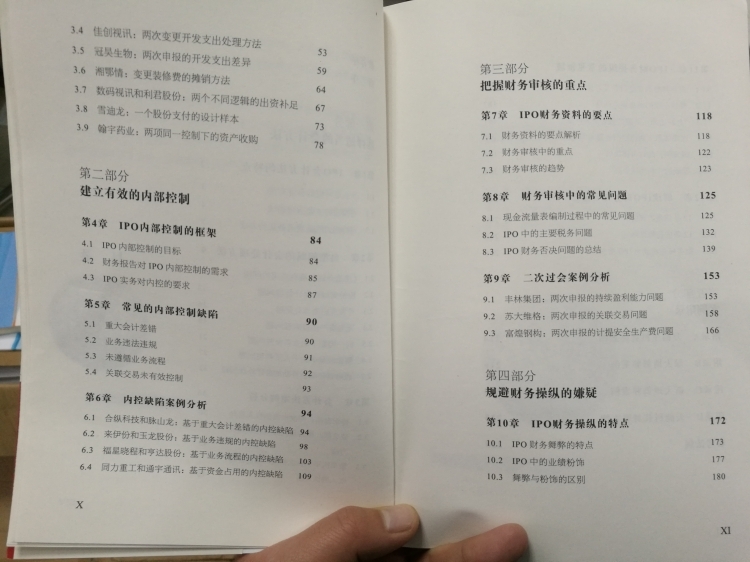 3.4 佳创视讯：两次变更开发支出处理方法 53
3.5 冠昊生物：两次申报的开发支出差异 59
3.6 湘鄂情：变更装修费的摊销方法 64
3.7 数码视讯和利君股份：两个不同逻辑的出资补足 67
3.8 雪迪龙：一个股份支付的设计样本 73
3.9 翰宇药业：两项同一控制下的资产收购 78
第二部分
建立有效的内部控制
第4章 IPO内部控制的框架 84
4.1 IPO内部控制的目标 84
4.2 财务报告对IPO内部控制的需求 85
4.3 IPO实务对内控的要求 87
第5章 常见的内部控制缺陷 90
5.1 重大会计差错 90
5.2 业务违法违规 91
5.3 未遵循业务流程 92
5.4 关联交易未有效控制 93
第6章 内控缺陷案例分析 94
6.1 合纵科技和脉山龙：基于重大会计差错的内控缺陷 94
6.2 来伊份和玉龙股份：基于业务违规的内控缺陷 98
6.3 福星晓程和亨达股份：基于业务流程的内控缺陷 103
6.4 同力重工和通宇通讯：基于资金占用的内控缺陷 109
X
第三部分
把握财务审核的重点
第7章 IPO财务资料的要点 118
7.1 财务资料的要点解析 118
7.2 财务审核中的重点 122
7.3 财务审核的趋势 123
第8章 财务审核中的常见问题 125
8.1 现金流量表编制过程中的常见问题 125
8.2 IPO中的主要税务问题 132
8.3 IPO财务否决问题的总结 139
第9章 二次过会案例分析 153
9.1 丰林集团：两次申报的持续盈利能力问题 153
9.2 苏大维格：两次申报的关联交易问题 158
9.3 富煌钢构：两次申报的计提安全生产费问题 166
第四部分
规避财务操纵的嫌疑
第10章 IPO财务操纵的特点 172
10.1 IPO财务舞弊的特点 173
10.2 IPO中的业绩粉饰 177
10.3 舞弊与粉饰的区别 180
XI